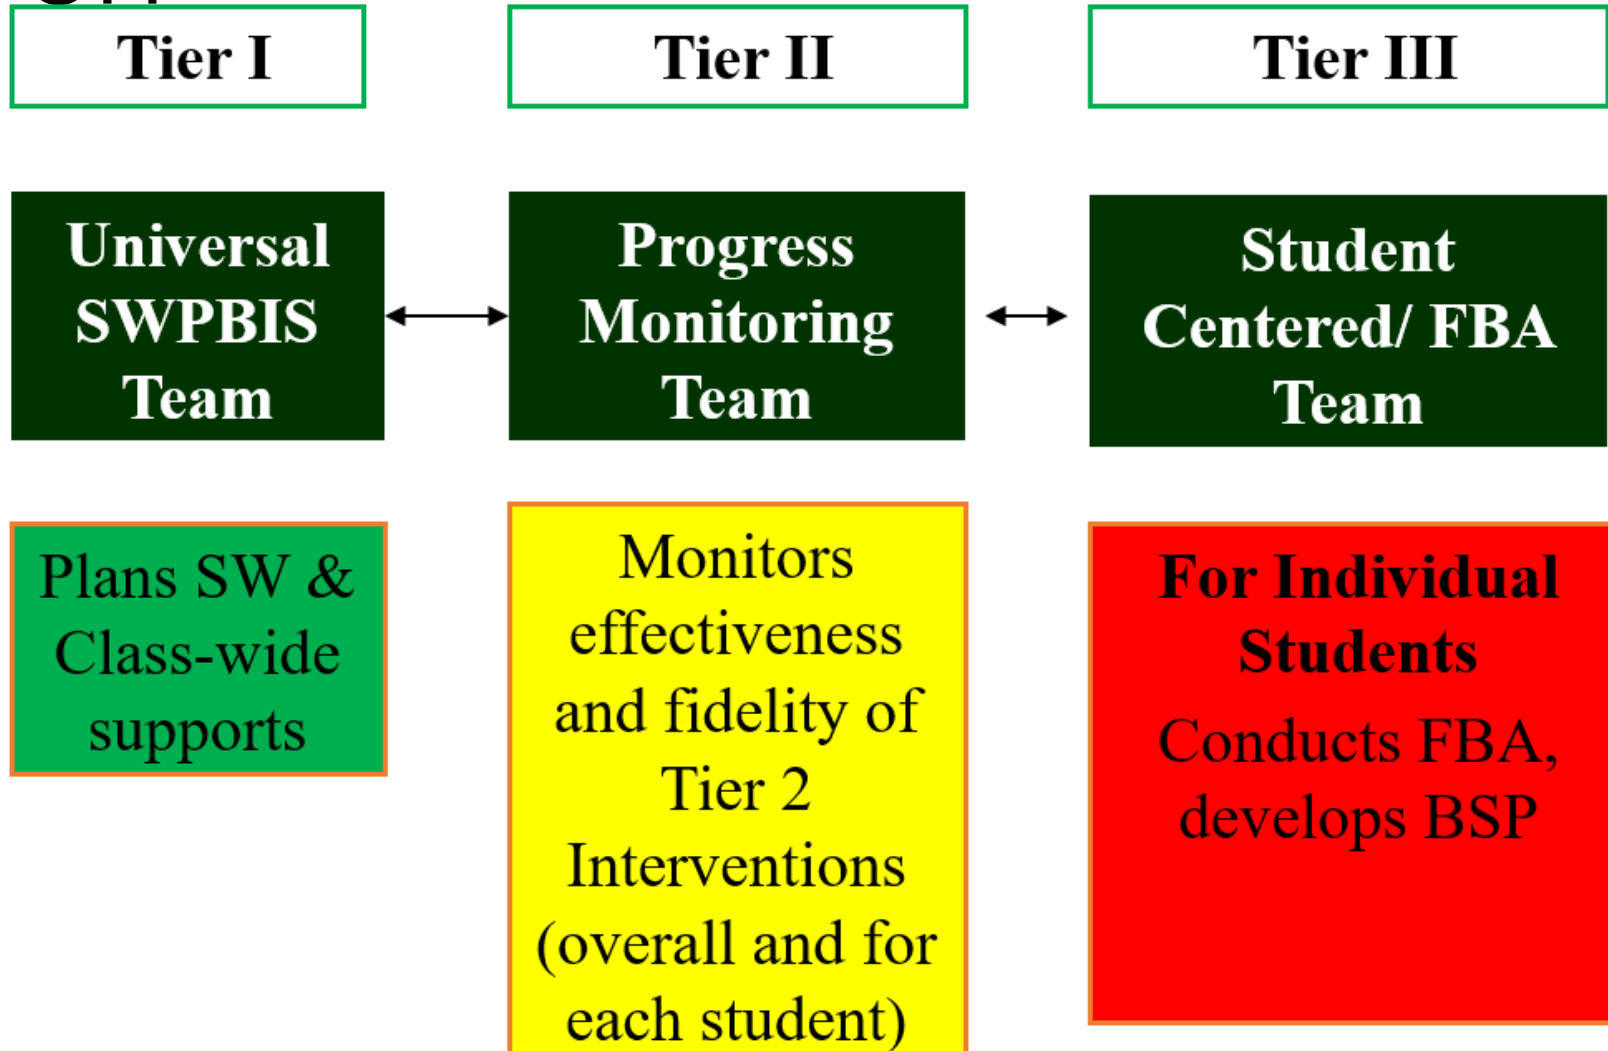 Tier I
Tier II
Tier III
Universal
SWPBIS
Team
Progress
Monitoring
Team
Student
Centered/ FBA
Team
Plans SW &
Class-wide
supports
Monitors
effectiveness
and fidelity of
Tier 2
Interventions
(overall and for
each student)
For Individual
Students
Conducts FBA,
develops BSP